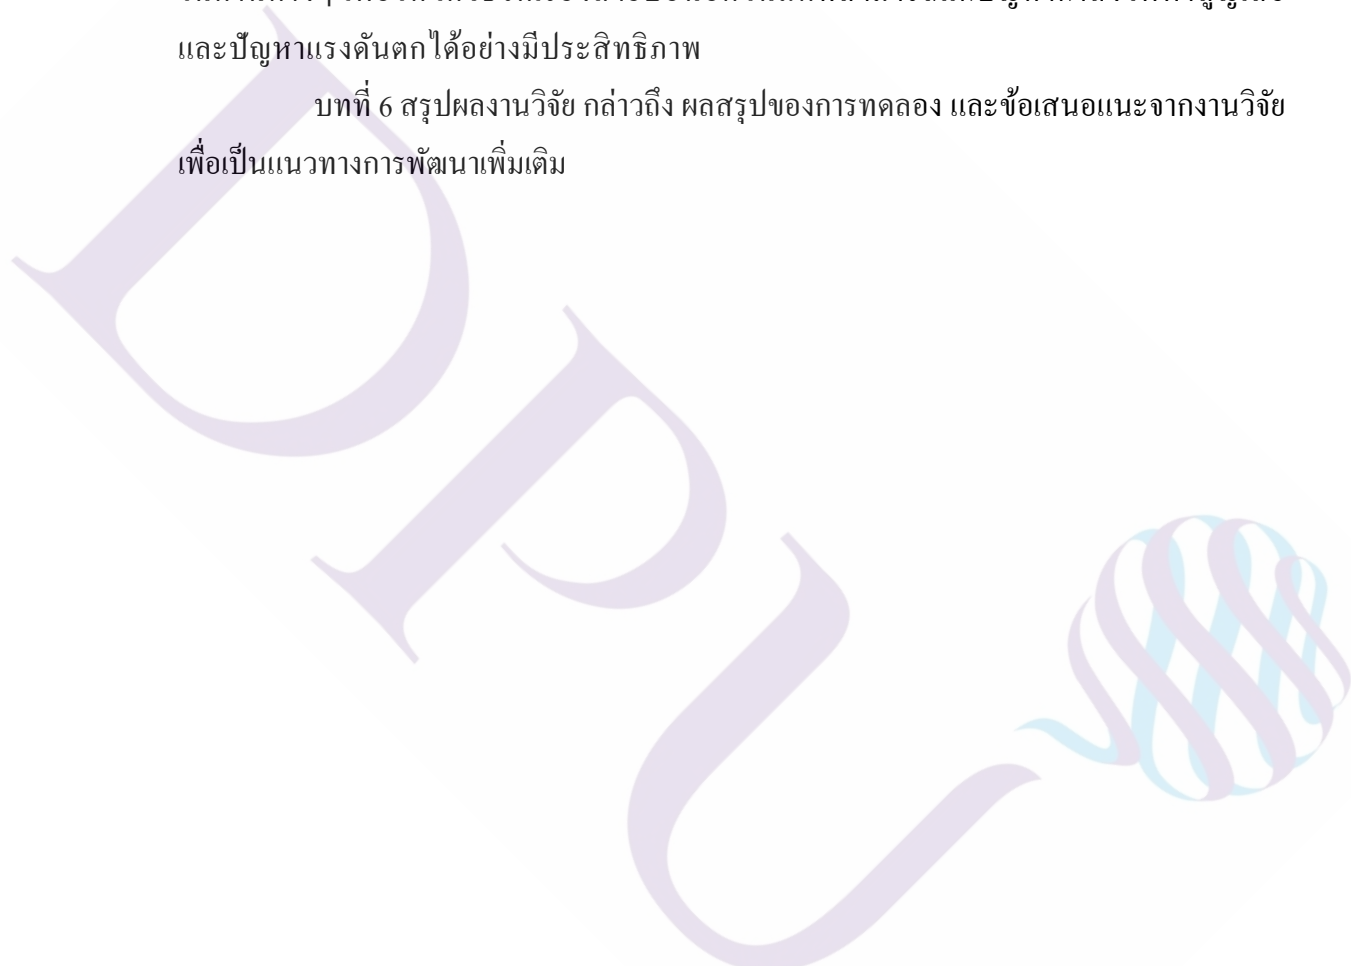 และปัญหาแรงดันตกได้อย่างมีประสิทธิภาพ
บทที่ 6 สรุปผลงานวิจัย กล่าวถึง ผลสรุปของการทดลอง และข้อเสนอแนะจากงานวิจัย
เพื่อเป็นแนวทางการพัฒนาเพิ่มเติม
DPU